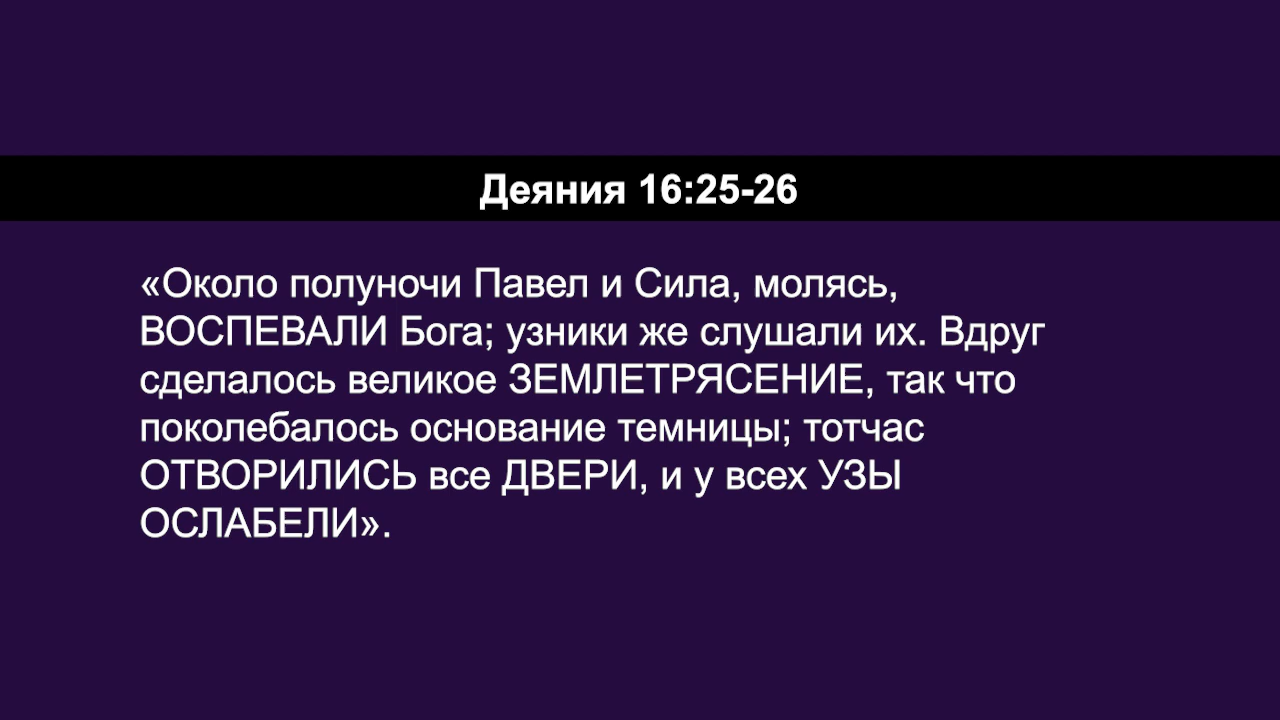 Деяния 16:25-26
«Около полуночи Павел и Сила, молясь,
ВОСПЕВАЛИ Бога; узники же слушали их. Вдруг
сделалось великое ЗЕМЛЕТРЯСЕНИЕ, так что
поколебалось основание темницы; тотчас
ОТВОРИЛИСЬ все ДВЕРИ, и у всех УЗЫ
ОСЛАБЕЛИ».